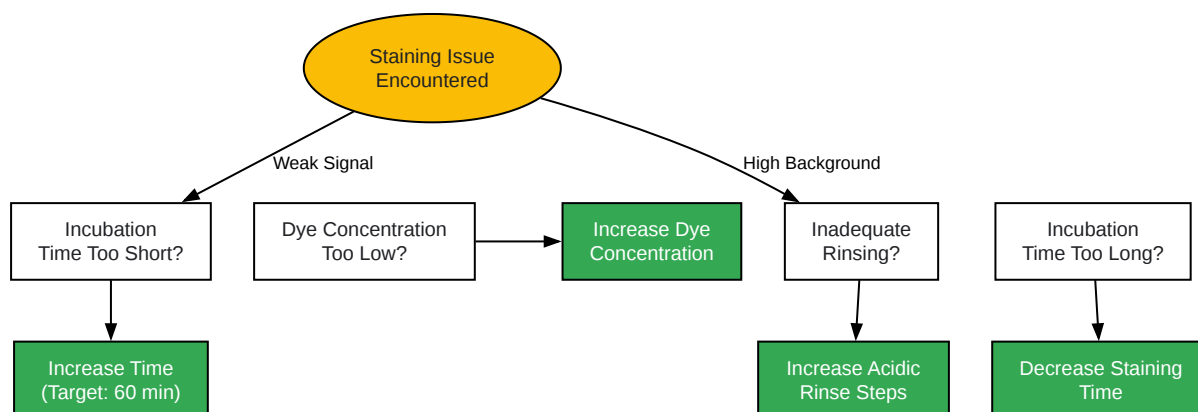 Staining Issue
Encountered
Weak Signal
High Background
Incubation
Time Too Short?
Dye Concentration
Too Low?
Increase Dye
Concentration
Inadequate
Rinsing?
Incubation
Time Too Long?
Increase Time
(Target: 60 min)
Increase Acidic
Rinse Steps
Decrease Staining
Time